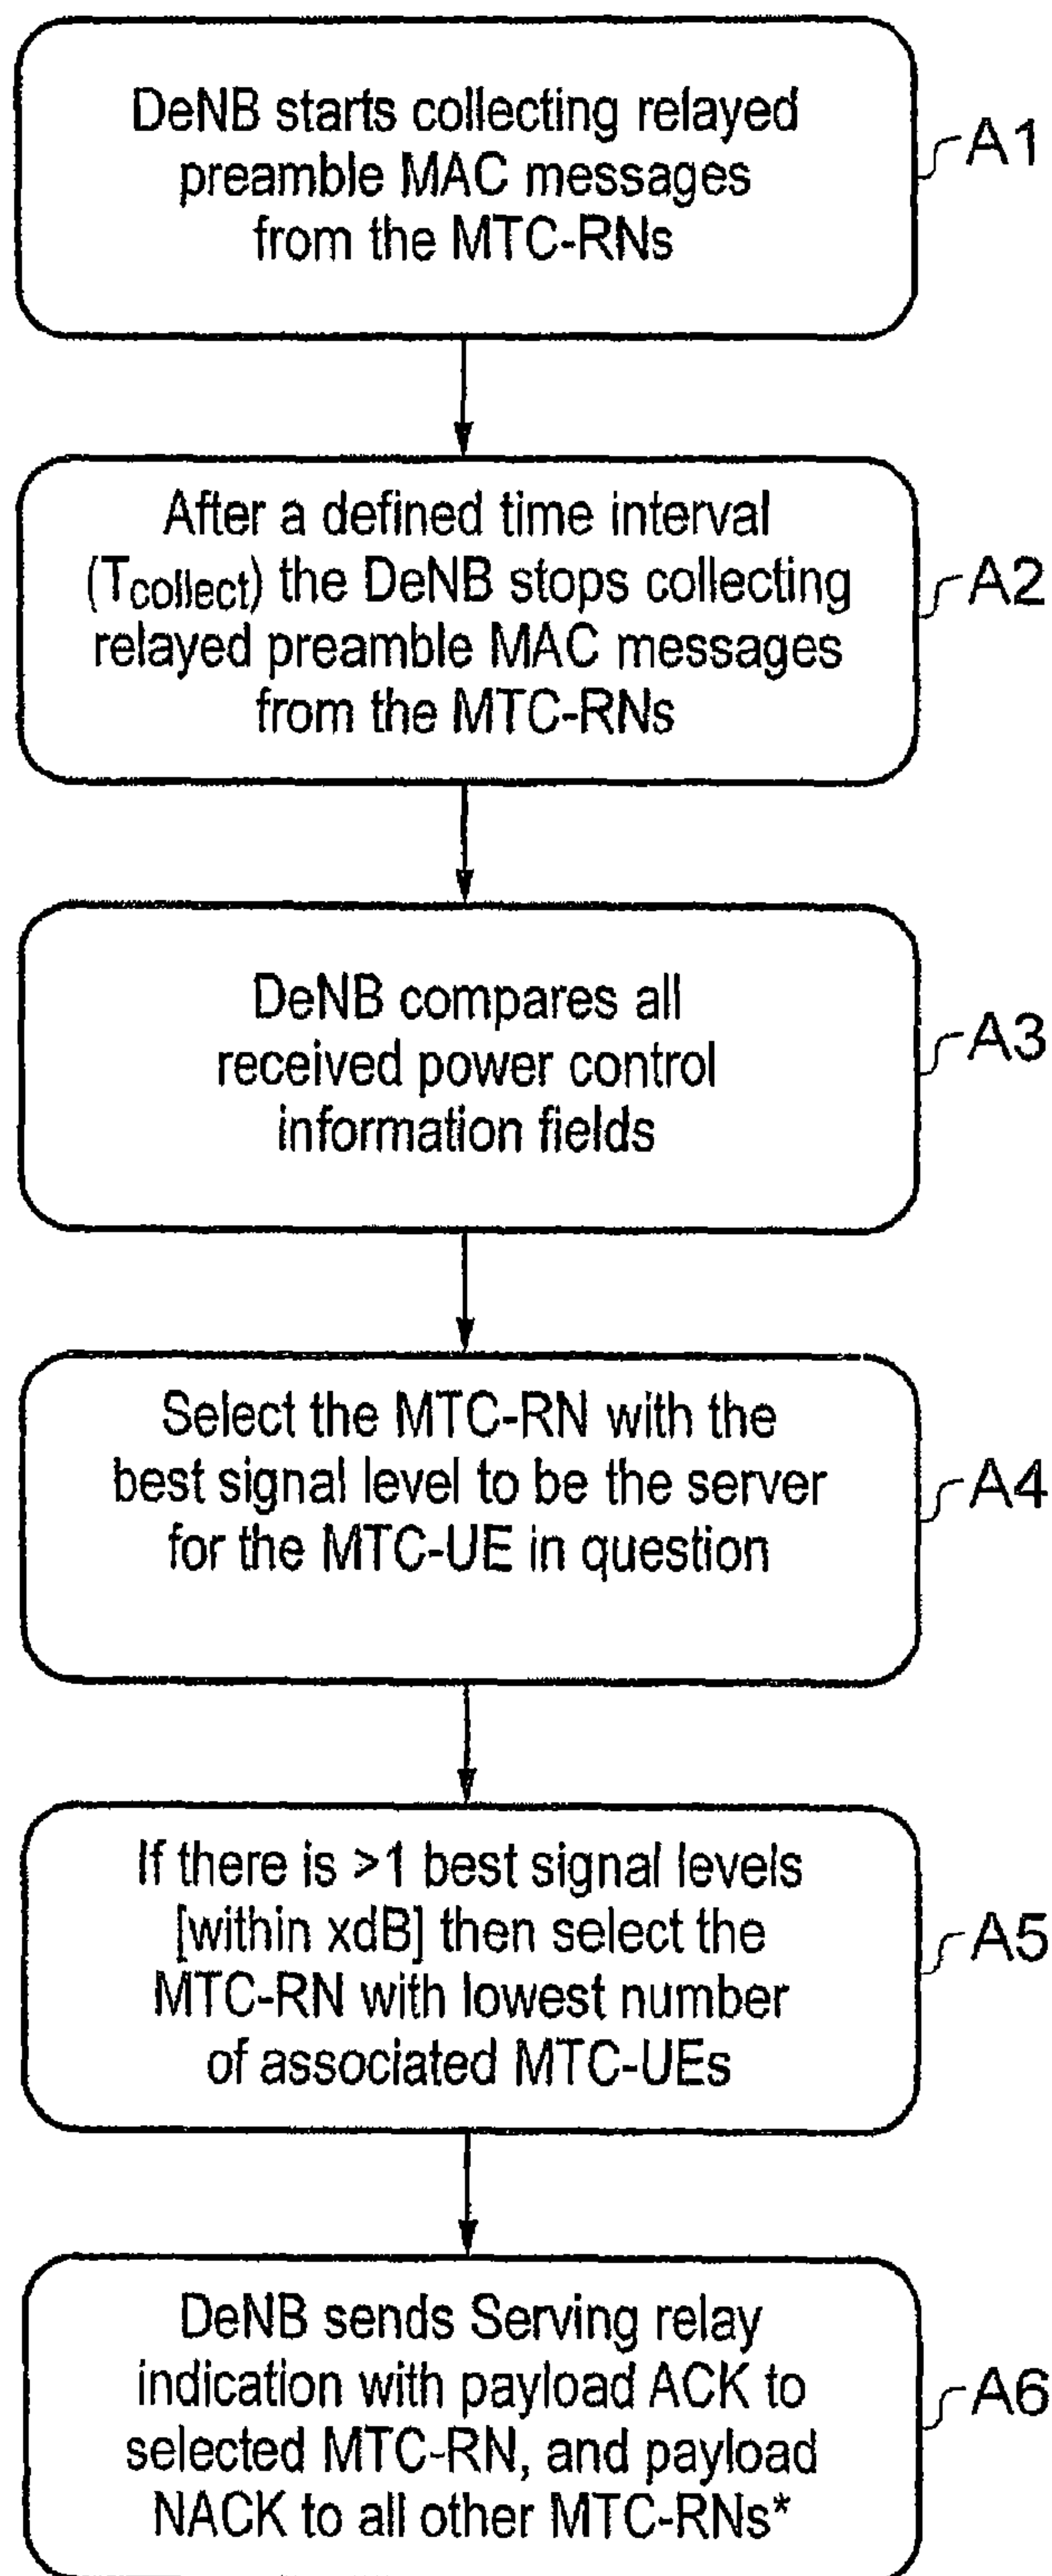 DeNB starts collecting relayed
preamble MAC messages
from the MTC-RNs
A1
After a defined time interval
(Tcollect) the DeNB stops collecting
relayed preamble MAC messages
from the MTC-RNs
A2
DeNB compares all
received power control
information fields
A3
Select the MTC-RN with the
best signal level to be the server
for the MTC-UE in question
A4
If there is >1 best signal levels
[within xdB] then select the
MTC-RN with lowest number
of associated MTC-UEs
A5
DeNB sends Serving relay
indication with payload ACK to
selected MTC-RN, and payload
NACK to all other MTC-RNs*
A6